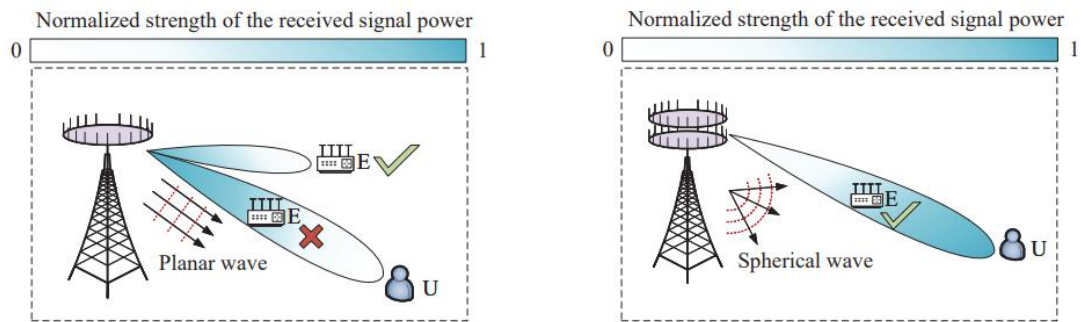 Normalized strength of the received signal power
0 1
E
E
Planar wave
U
Normalized strength of the received signal power
0 1
E
Spherical wave
U